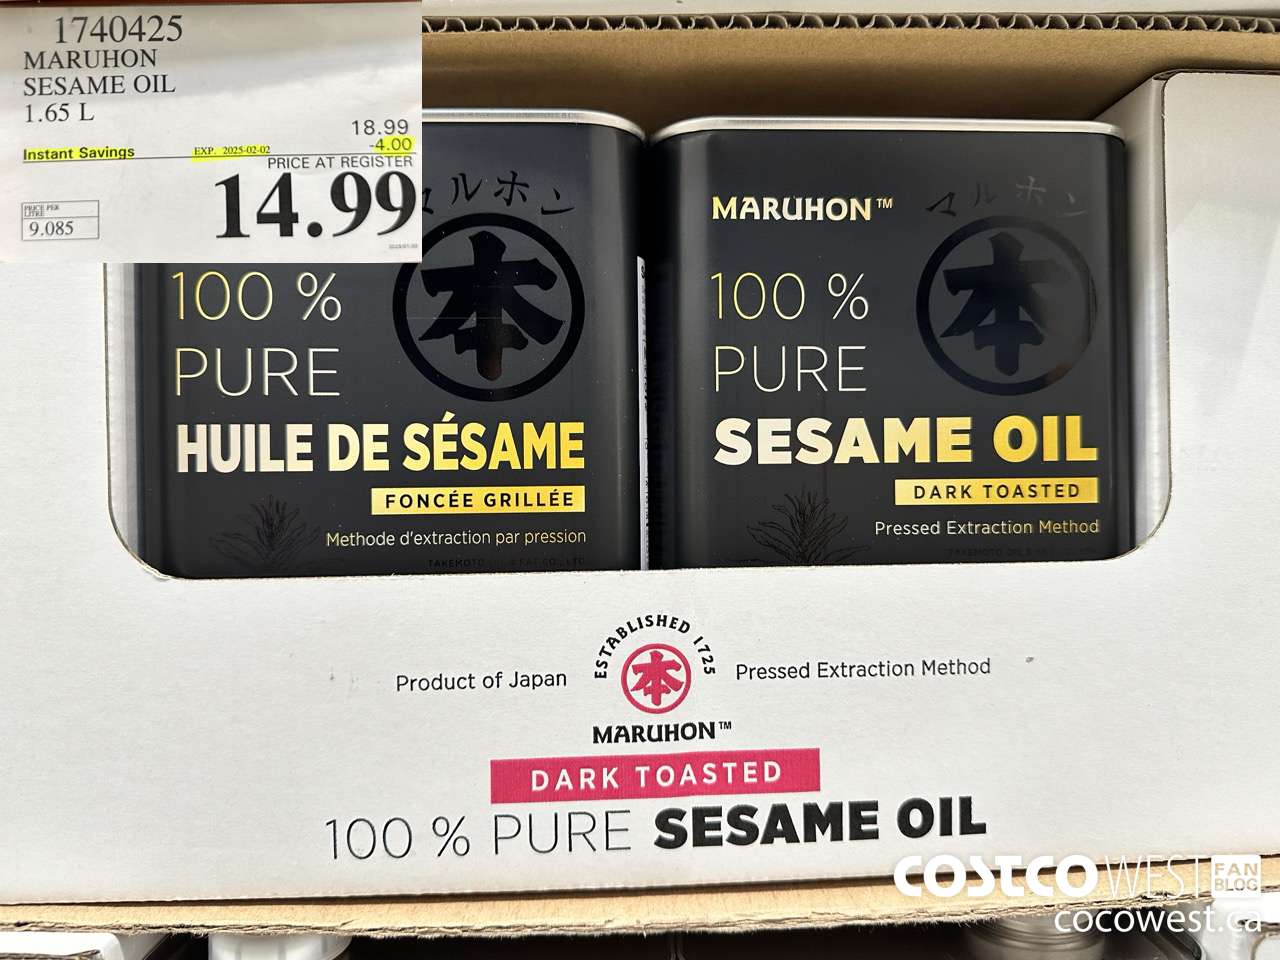 1740425
MARUHON
SESAME OIL
1.65 L
18.99
Instant Savings EXP. 2025-02-02 -4.00
PRICE AT REGISTER
14.99
PRICE PER
LITRE
9.085
マルホン
本
100 %
PURE
HUILE DE SÉSAME
FONCÉE GRILLÉE
Methode d'extraction par pression
MARUHON™
マルホン
本
100 %
PURE
SESAME OIL
DARK TOASTED
Pressed Extraction Method
ESTABLISHED 1725
Product of Japan
本
Pressed Extraction Method
MARUHON™
DARK TOASTED
100 % PURE SESAME OIL
COSTCO WEST FAN BLOG
cocowest.ca